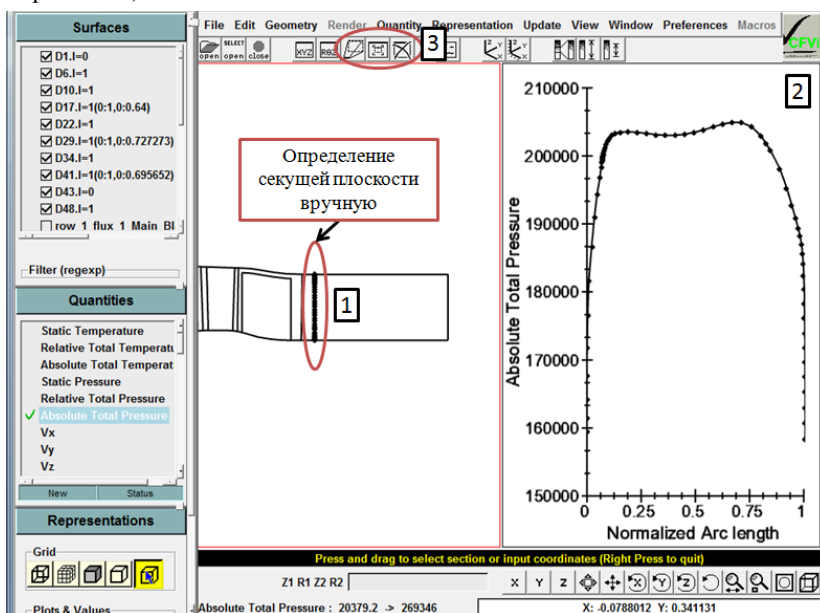 Surfaces
D1.I=0
D6.I=1
D10.I=1
D17.I=1(0:1,0:0.64)
D22.I=1
D29.I=1(0:1,0:0.727273)
D34.I=1
D41.I=1(0:1,0:0.695652)
D43.I=0
D48.I=1
row 1 flux 1 Main Bl
Filter (regexp)
Quantities
Static Temperature
Relative Total Temperatu
Absolute Total Temperat
Static Pressure
Relative Total Pressure
Absolute Total Pressure
Vx
Vy
Vz
New Status
Representations
Grid
Plots & Values
File Edit Geometry Render Quantity Representation Update View Window Preferences Macros
open
SELECT
open
close
XYZ
3
CFVi
Определение
секущей плоскости
вручную
1
2
Absolute Total Pressure
210000
200000
190000
180000
170000
160000
150000
0 0.25 0.5 0.75 1
Normalized Arc length
Press and drag to select section or input coordinates (Right Press to quit)
Z1 R1 Z2 R2
X Y Z
Absolute Total Pressure : 20379.2 -> 269346
X: -0.0788012 Y: 0.341131